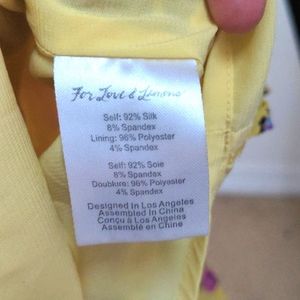 For Love & Lemons
Self: 92% Silk
8% Spandex
Lining: 96% Polyester
4% Spandex
Self: 92% Soie
8% Spandex
Doublure: 96% Polyester
4% Spandex
Designed In Los Angeles
Assembled In China
Conçu à Los Angeles
Assemblé en Chine